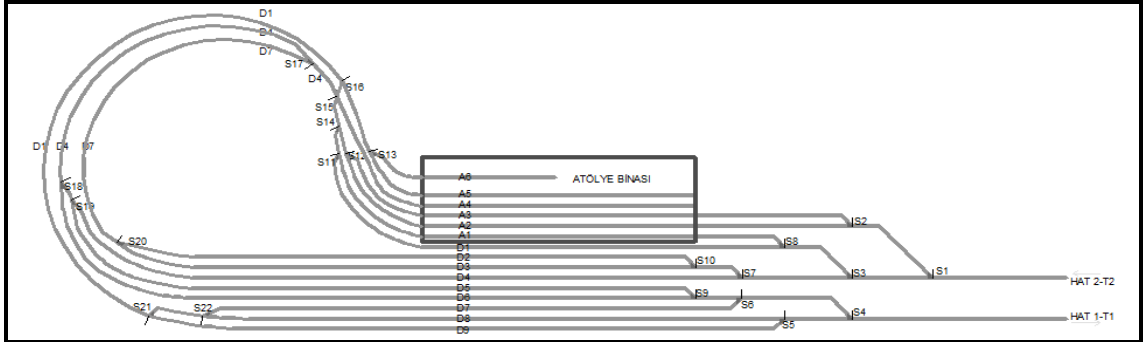 D1
D4
D7
S17
D4
S16
S15
S14
D1 D4 D7
S11 S12 S13
A6 ATÖLYE BİNASI
S18
A5
S19
A4
A3
A2 S2
A1
S20 D1 S8
D2 S10
D3
D4 S7 S3 S1
HAT 2-T2
D5
D6 S9
S21 S22 D7 S6
D8 S4 HAT 1-T1
D9 S5